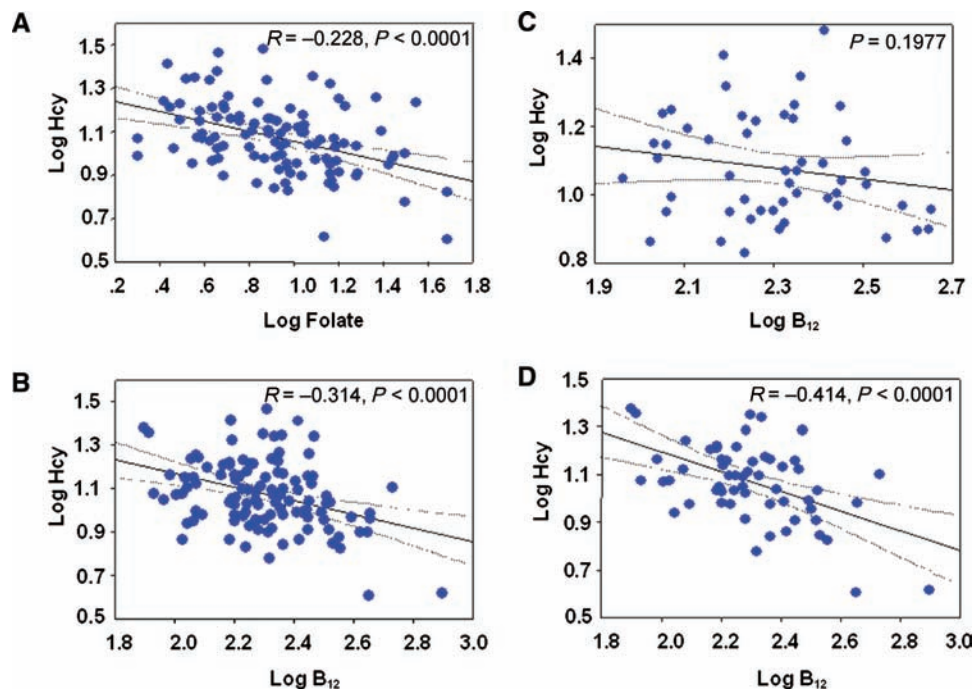 A
R = –0.228, P < 0.0001
1.5
1.3
1.1
0.9
0.7
0.5
Log Hcy
.2 .4 .6 .8 1.0 1.2 1.4 1.6 1.8
Log Folate
C
P = 0.1977
1.4
1.2
1.0
0.8
Log Hcy
1.9 2.1 2.3 2.5 2.7
Log B12
B
R = –0.314, P < 0.0001
1.5
1.3
1.1
0.9
0.7
0.5
Log Hcy
1.8 2.0 2.2 2.4 2.6 2.8 3.0
Log B12
D
R = –0.414, P < 0.0001
1.5
1.3
1.1
0.9
0.7
0.5
Log Hcy
1.8 2.0 2.2 2.4 2.6 2.8 3.0
Log B12